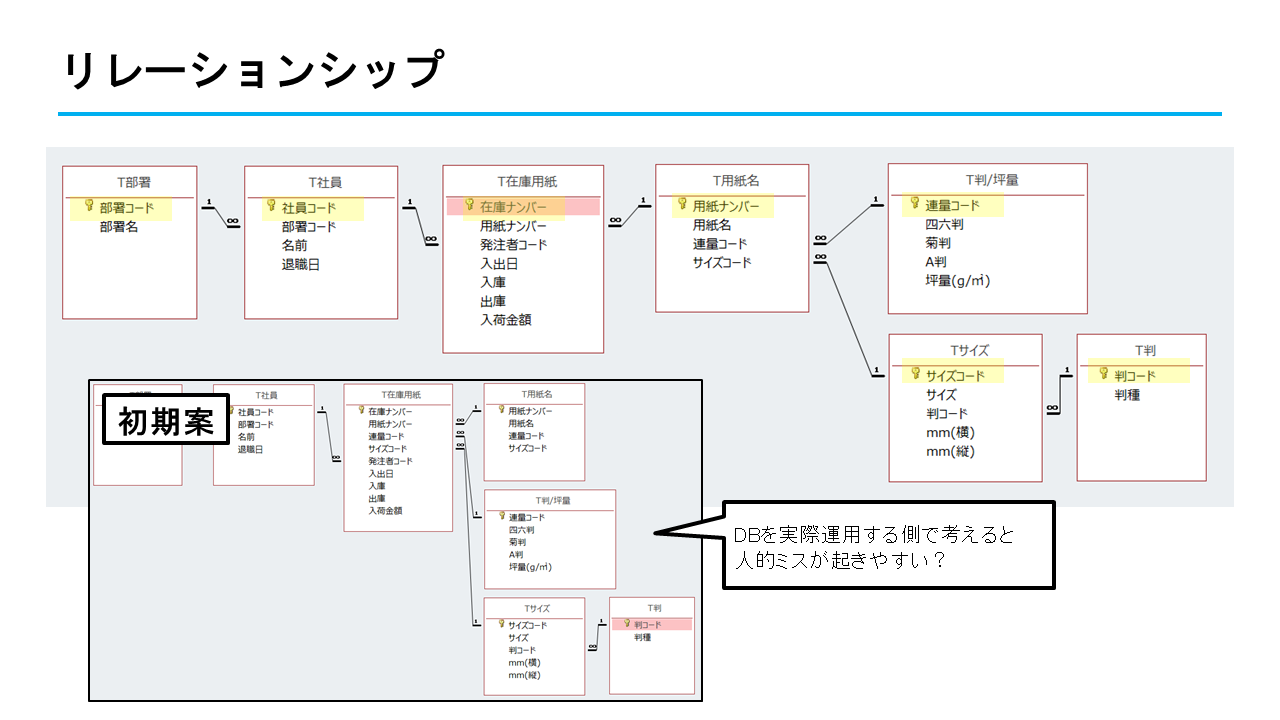 リレーションシップ
T部署
部署コード
部署名
1
∞
T社員
社員コード
部署コード
名前
退職日
1
∞
T在庫用紙
在庫ナンバー
用紙ナンバー
発注者コード
入出日
入庫
出庫
入荷金額
∞
1
T用紙名
用紙ナンバー
用紙名
連量コード
サイズコード
∞
∞
1
1
T判/坪量
連量コード
四六判
菊判
A判
坪量(g/㎡)
Tサイズ
サイズコード
サイズ
判コード
mm(横)
mm(縦)
∞
1
T判
判コード
判種
初期案
T社員
社員コード
部署コード
名前
退職日
1
∞
T在庫用紙
在庫ナンバー
用紙ナンバー
連量コード
サイズコード
発注者コード
入出日
入庫
出庫
入荷金額
∞
∞
∞
1
1
1
T用紙名
用紙ナンバー
用紙名
連量コード
サイズコード
T判/坪量
連量コード
四六判
菊判
A判
坪量(g/㎡)
Tサイズ
サイズコード
サイズ
判コード
mm(横)
mm(縦)
∞
1
T判
判コード
判種
DBを実際運用する側で考えると
人的ミスが起きやすい？